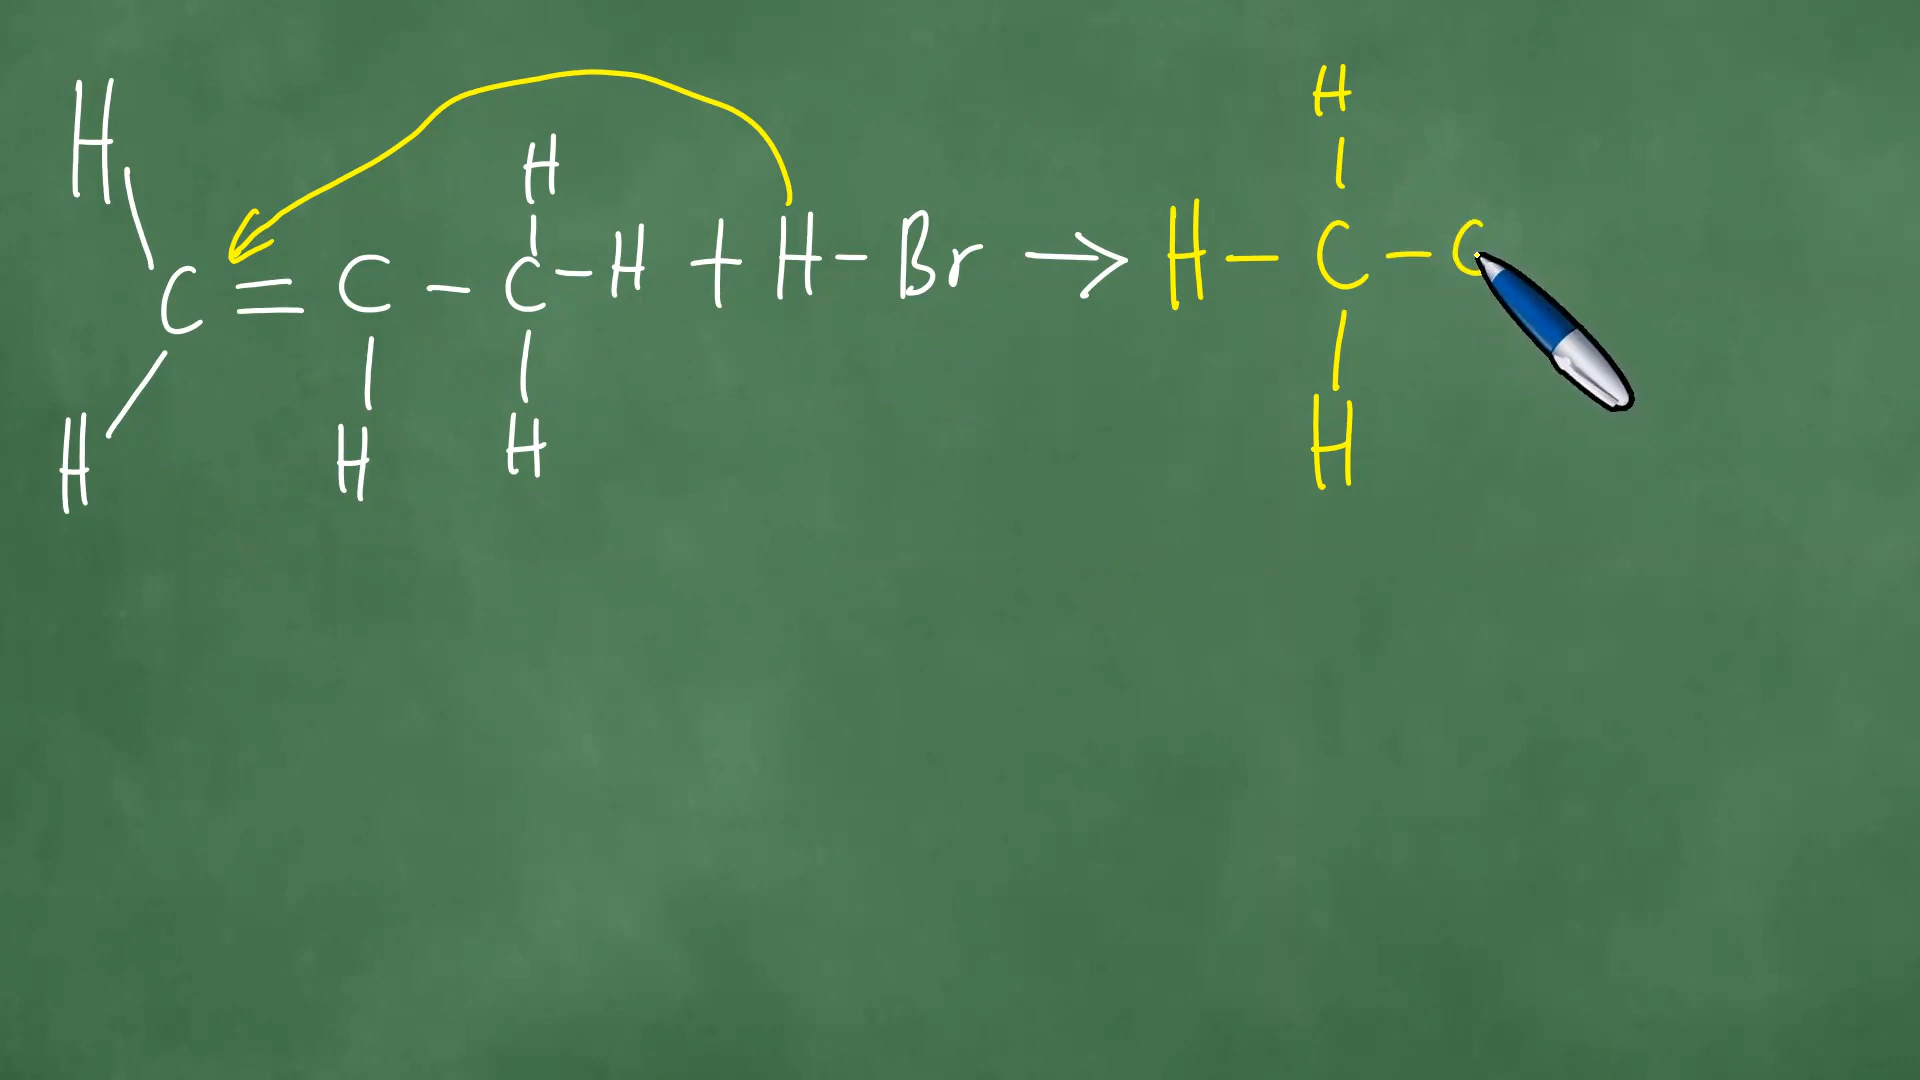 H H H
C ≡ C - C - H + H - Br → H - C - C
H H H H